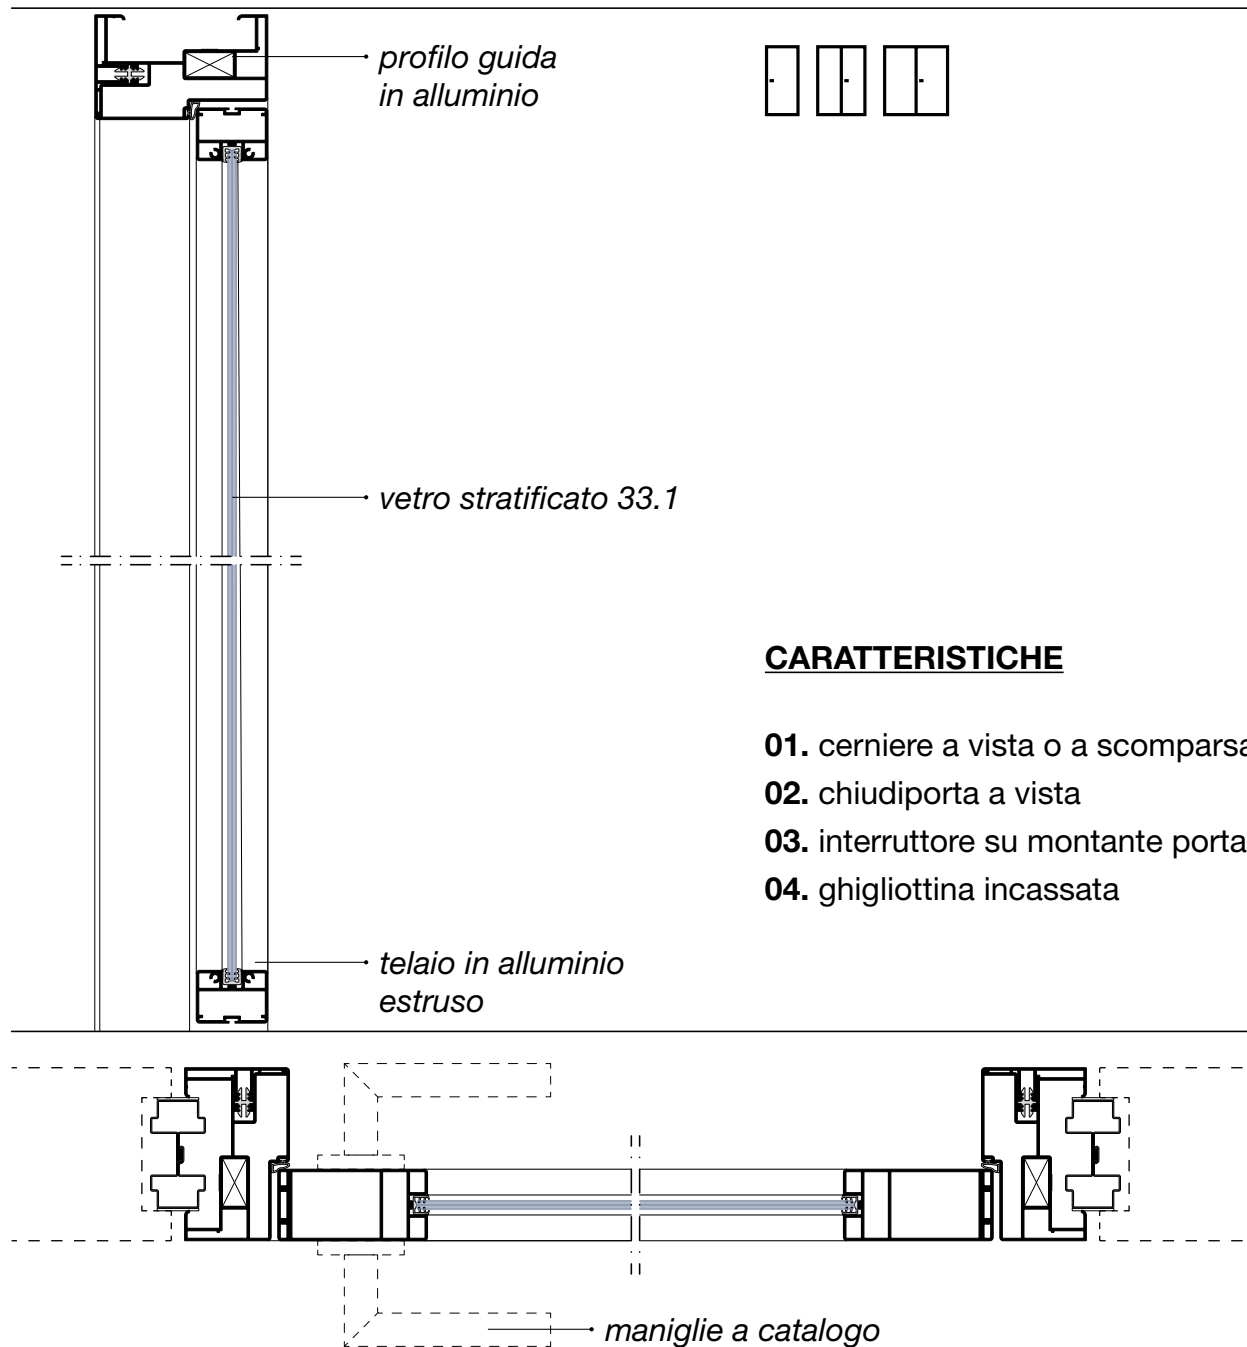 profilo guida
in alluminio
vetro stratificato 33.1
CARATTERISTICHE
01. cerniere a vista o a scomparsa
02. chiudiporta a vista
03. interruttore su montante porta
04. ghigliottina incassata
telaio in alluminio
estruso
maniglie a catalogo